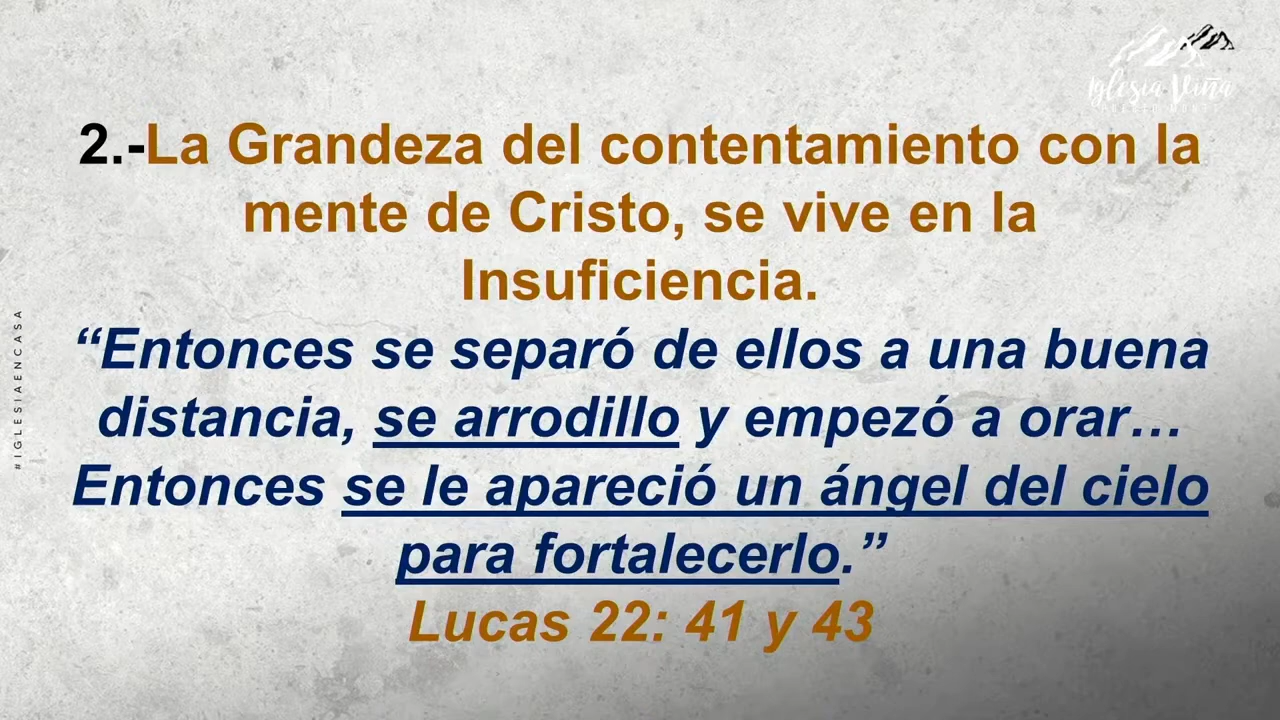 Iglesia Viña
2.-La Grandeza del contentamiento con la
mente de Cristo, se vive en la
Insuficiencia.
“Entonces se separó de ellos a una buena
distancia, se arrodillo y empezó a orar…
Entonces se le apareció un ángel del cielo
para fortalecerlo.”
Lucas 22: 41 y 43
#IGLESIAENCASA